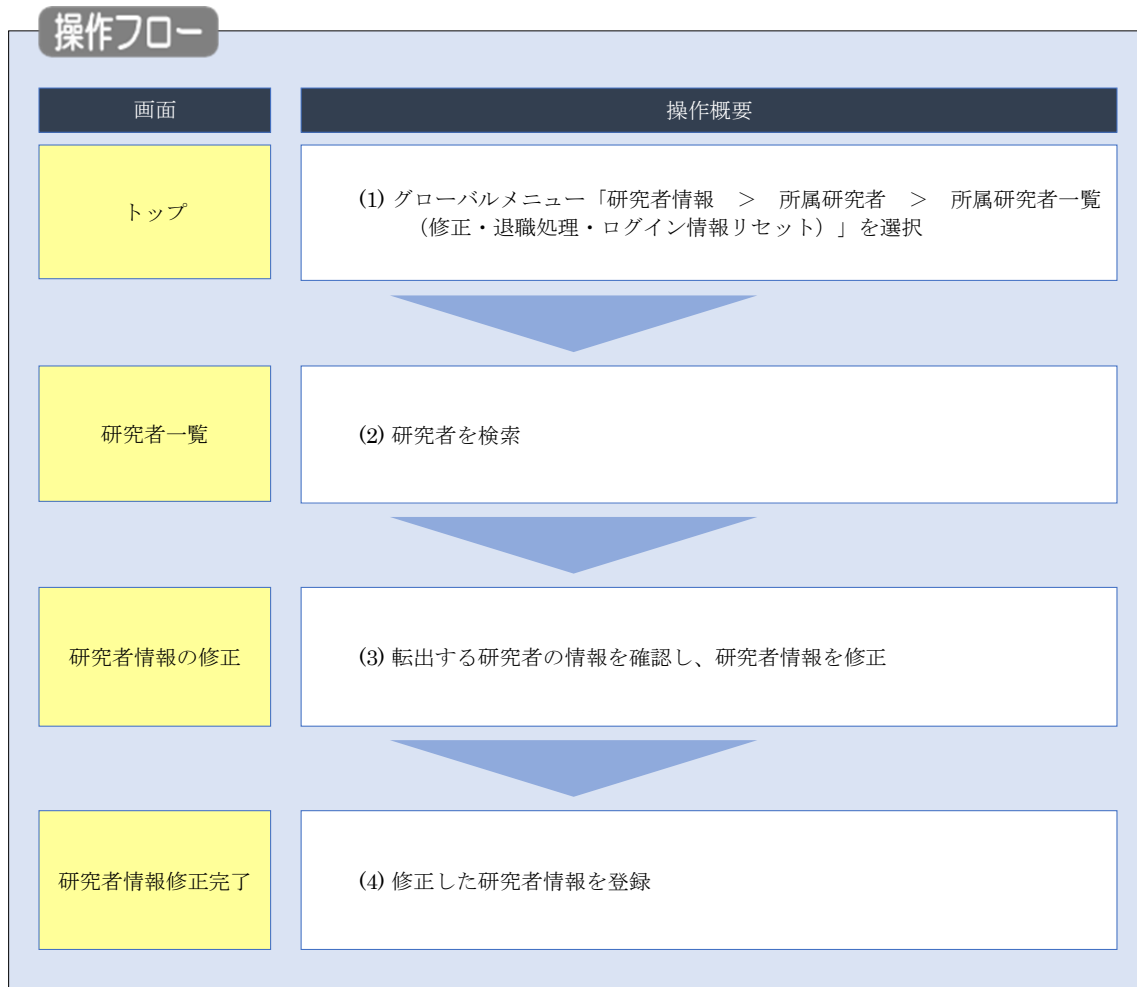 操作フロー
画面
操作概要
トップ
(1) グローバルメニュー「研究者情報　＞　所属研究者　＞　所属研究者一覧
（修正・退職処理・ログイン情報リセット）」を選択
研究者一覧
(2) 研究者を検索
研究者情報の修正
(3) 転出する研究者の情報を確認し、研究者情報を修正
研究者情報修正完了
(4) 修正した研究者情報を登録